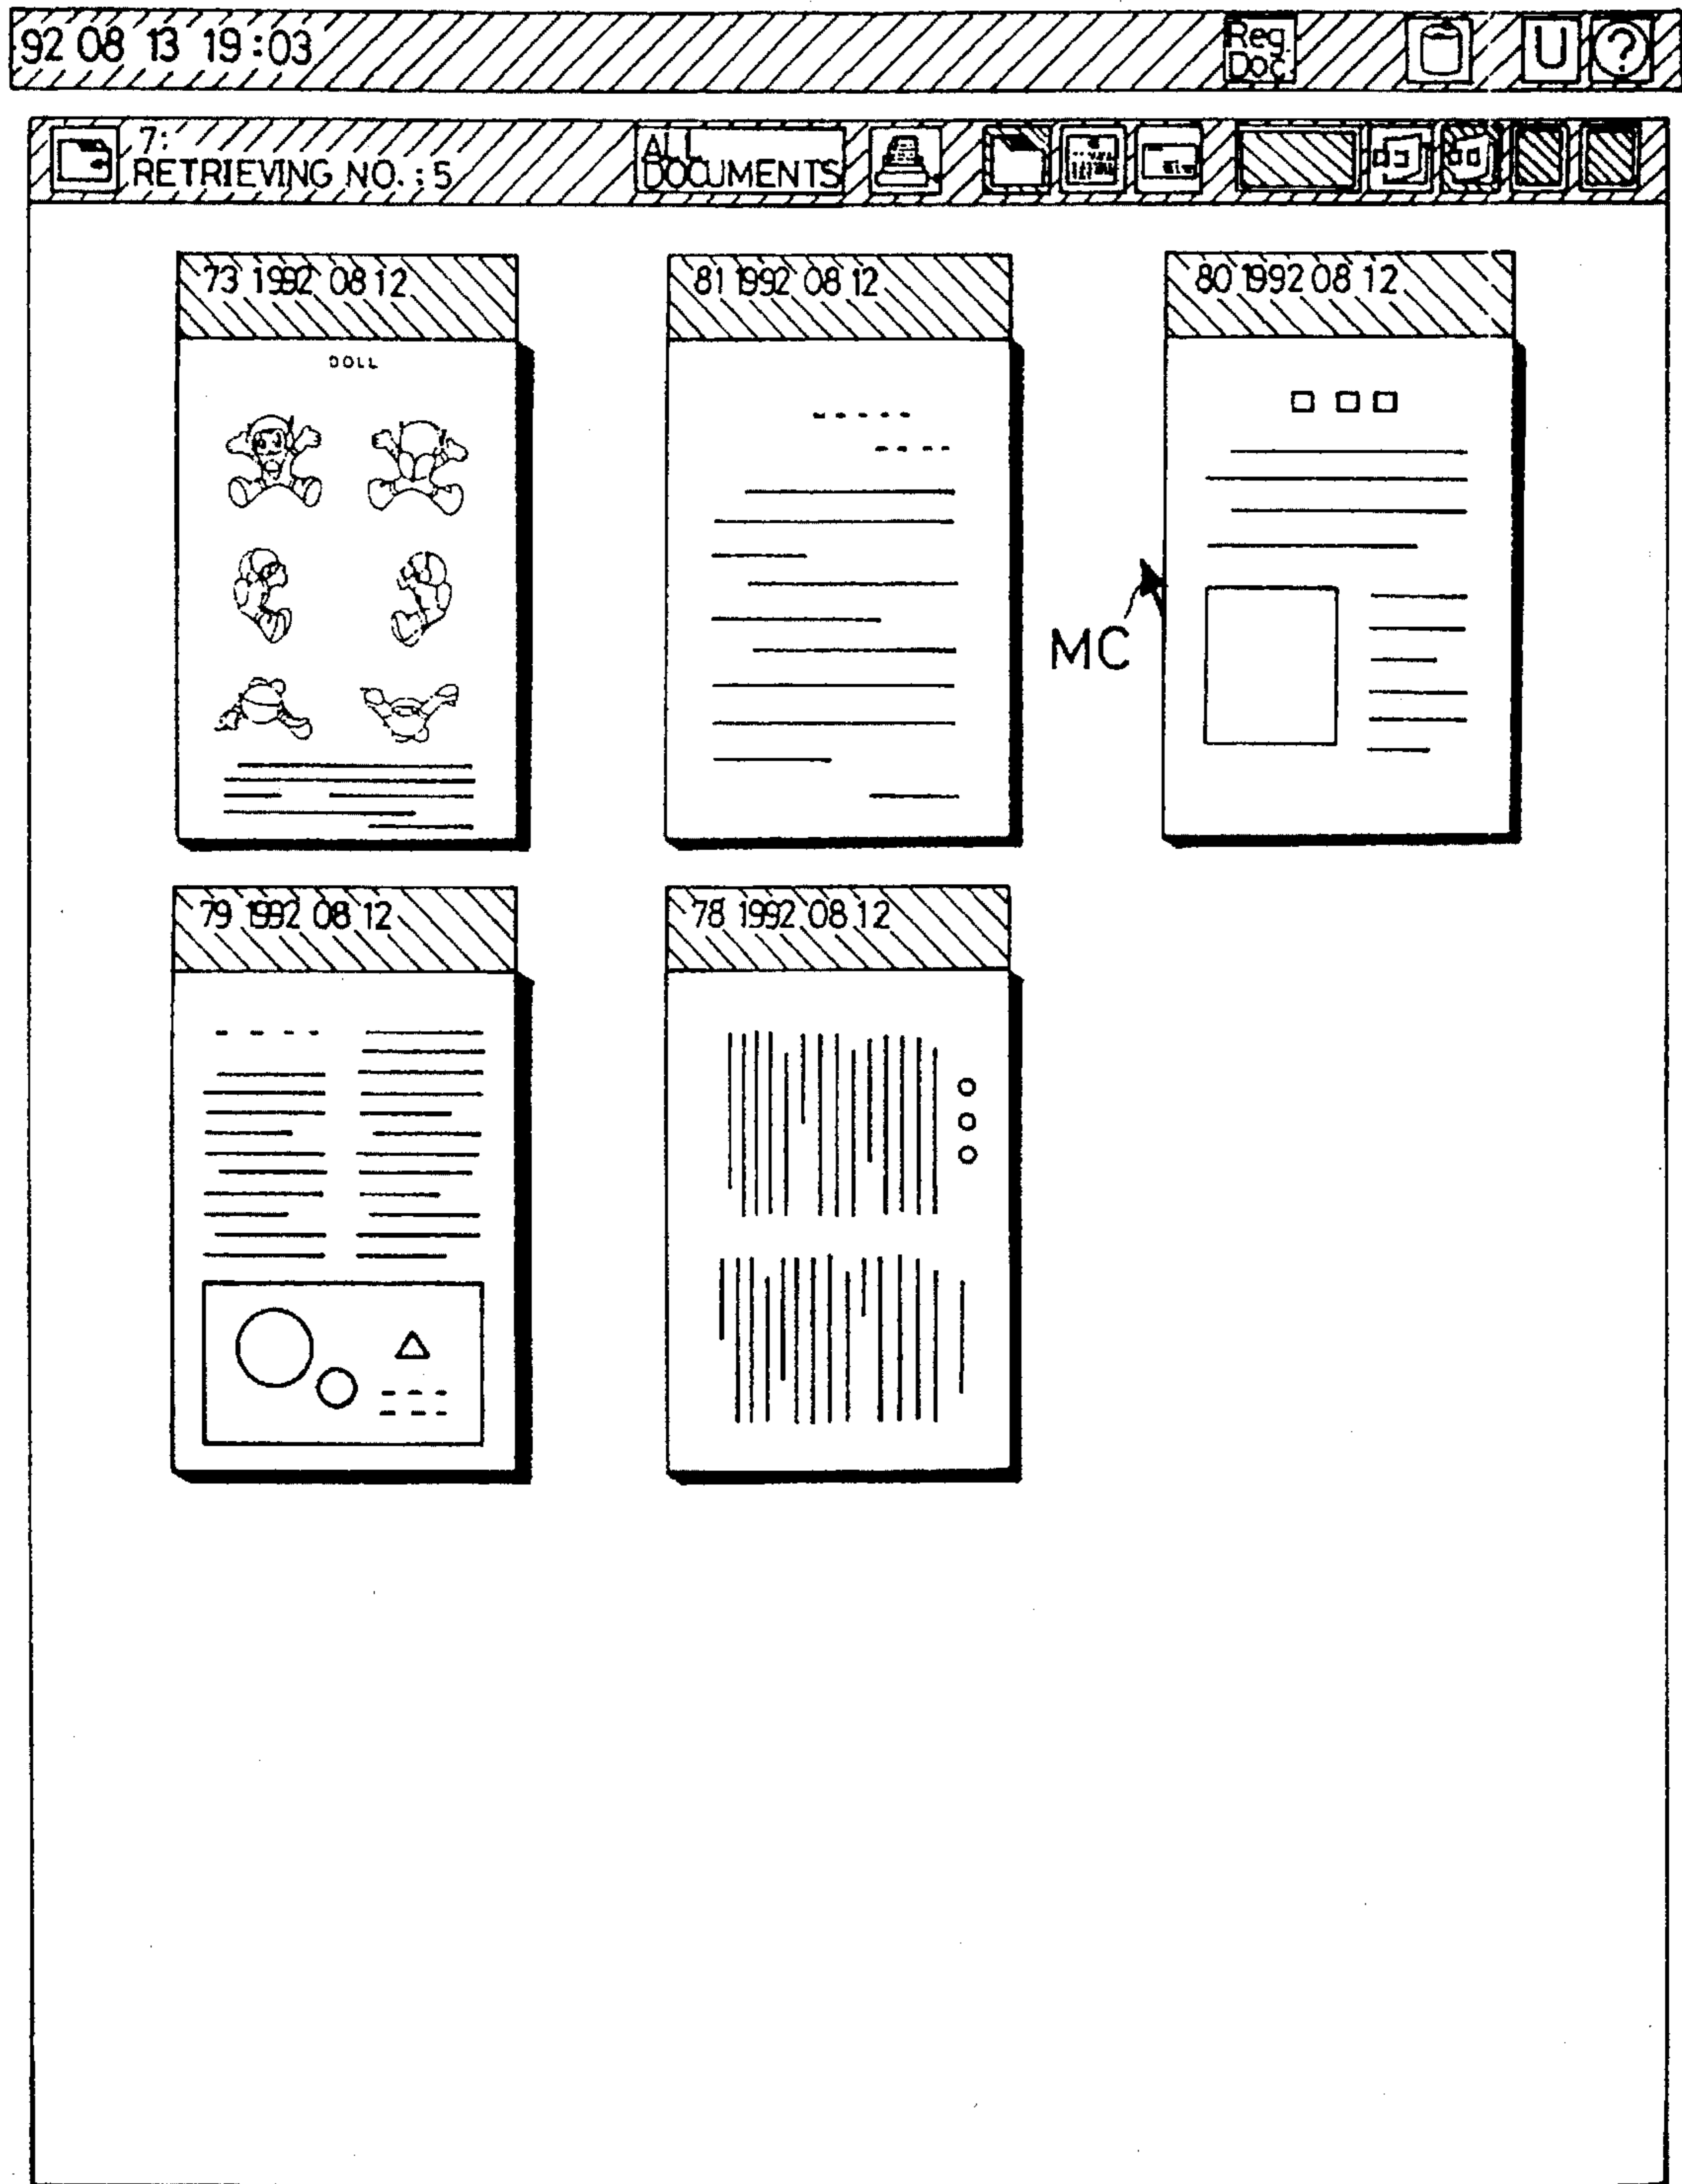 92 08 13 19:03
Reg.
Doc.
U
?
7:
RETRIEVING NO.:5
ALL
DOCUMENTS
73 1992 08 12
81 1992 08 12
80 1992 08 12
DOLL
MC
79 1992 08 12
78 1992 08 12